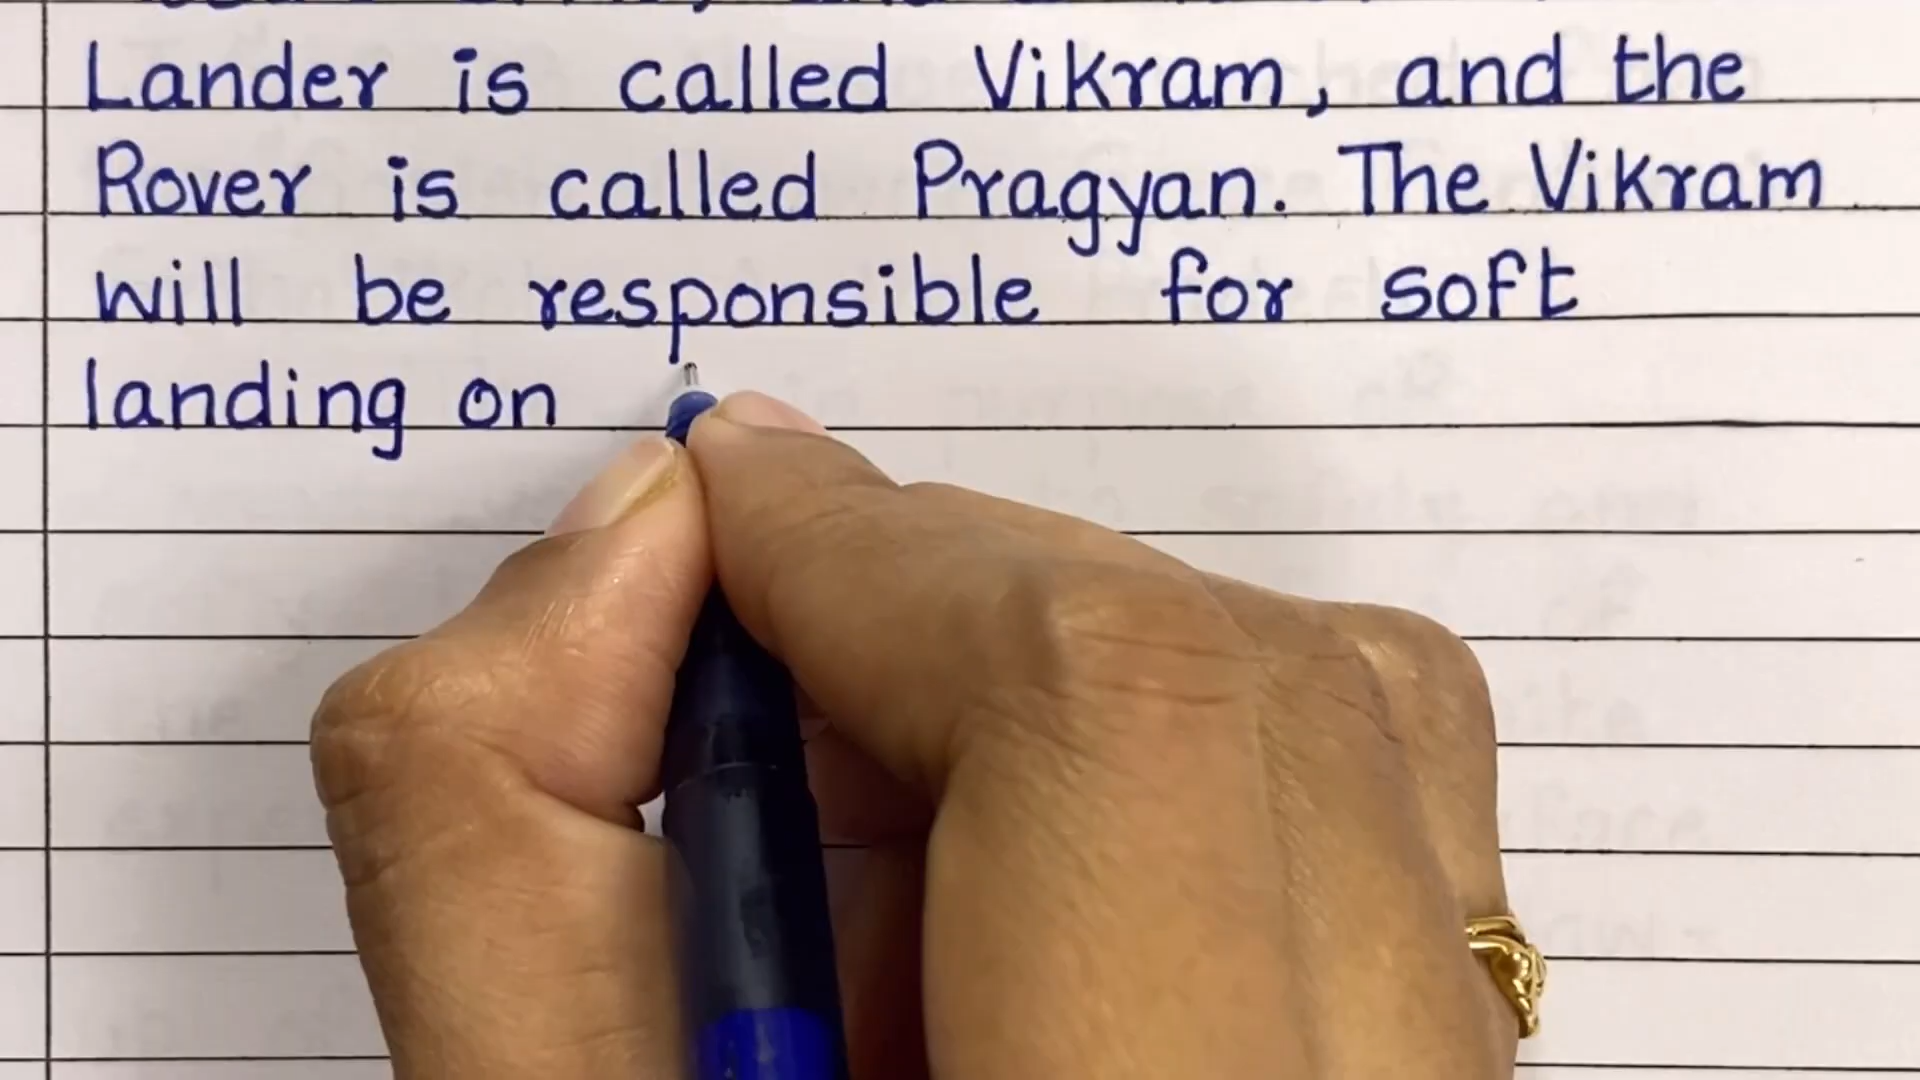 Lander is called Vikram, and the
Rover is called Pragyan. The Vikram
will be responsible for soft
landing on